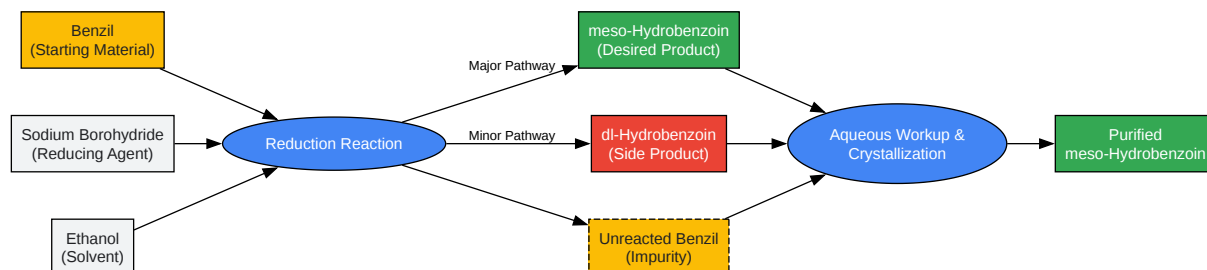 Benzil
(Starting Material)
Sodium Borohydride
(Reducing Agent)
Ethanol
(Solvent)
Reduction Reaction
Major Pathway
Minor Pathway
meso-Hydrobenzoin
(Desired Product)
dl-Hydrobenzoin
(Side Product)
Unreacted Benzil
(Impurity)
Aqueous Workup &
Crystallization
Purified
meso-Hydrobenzoin